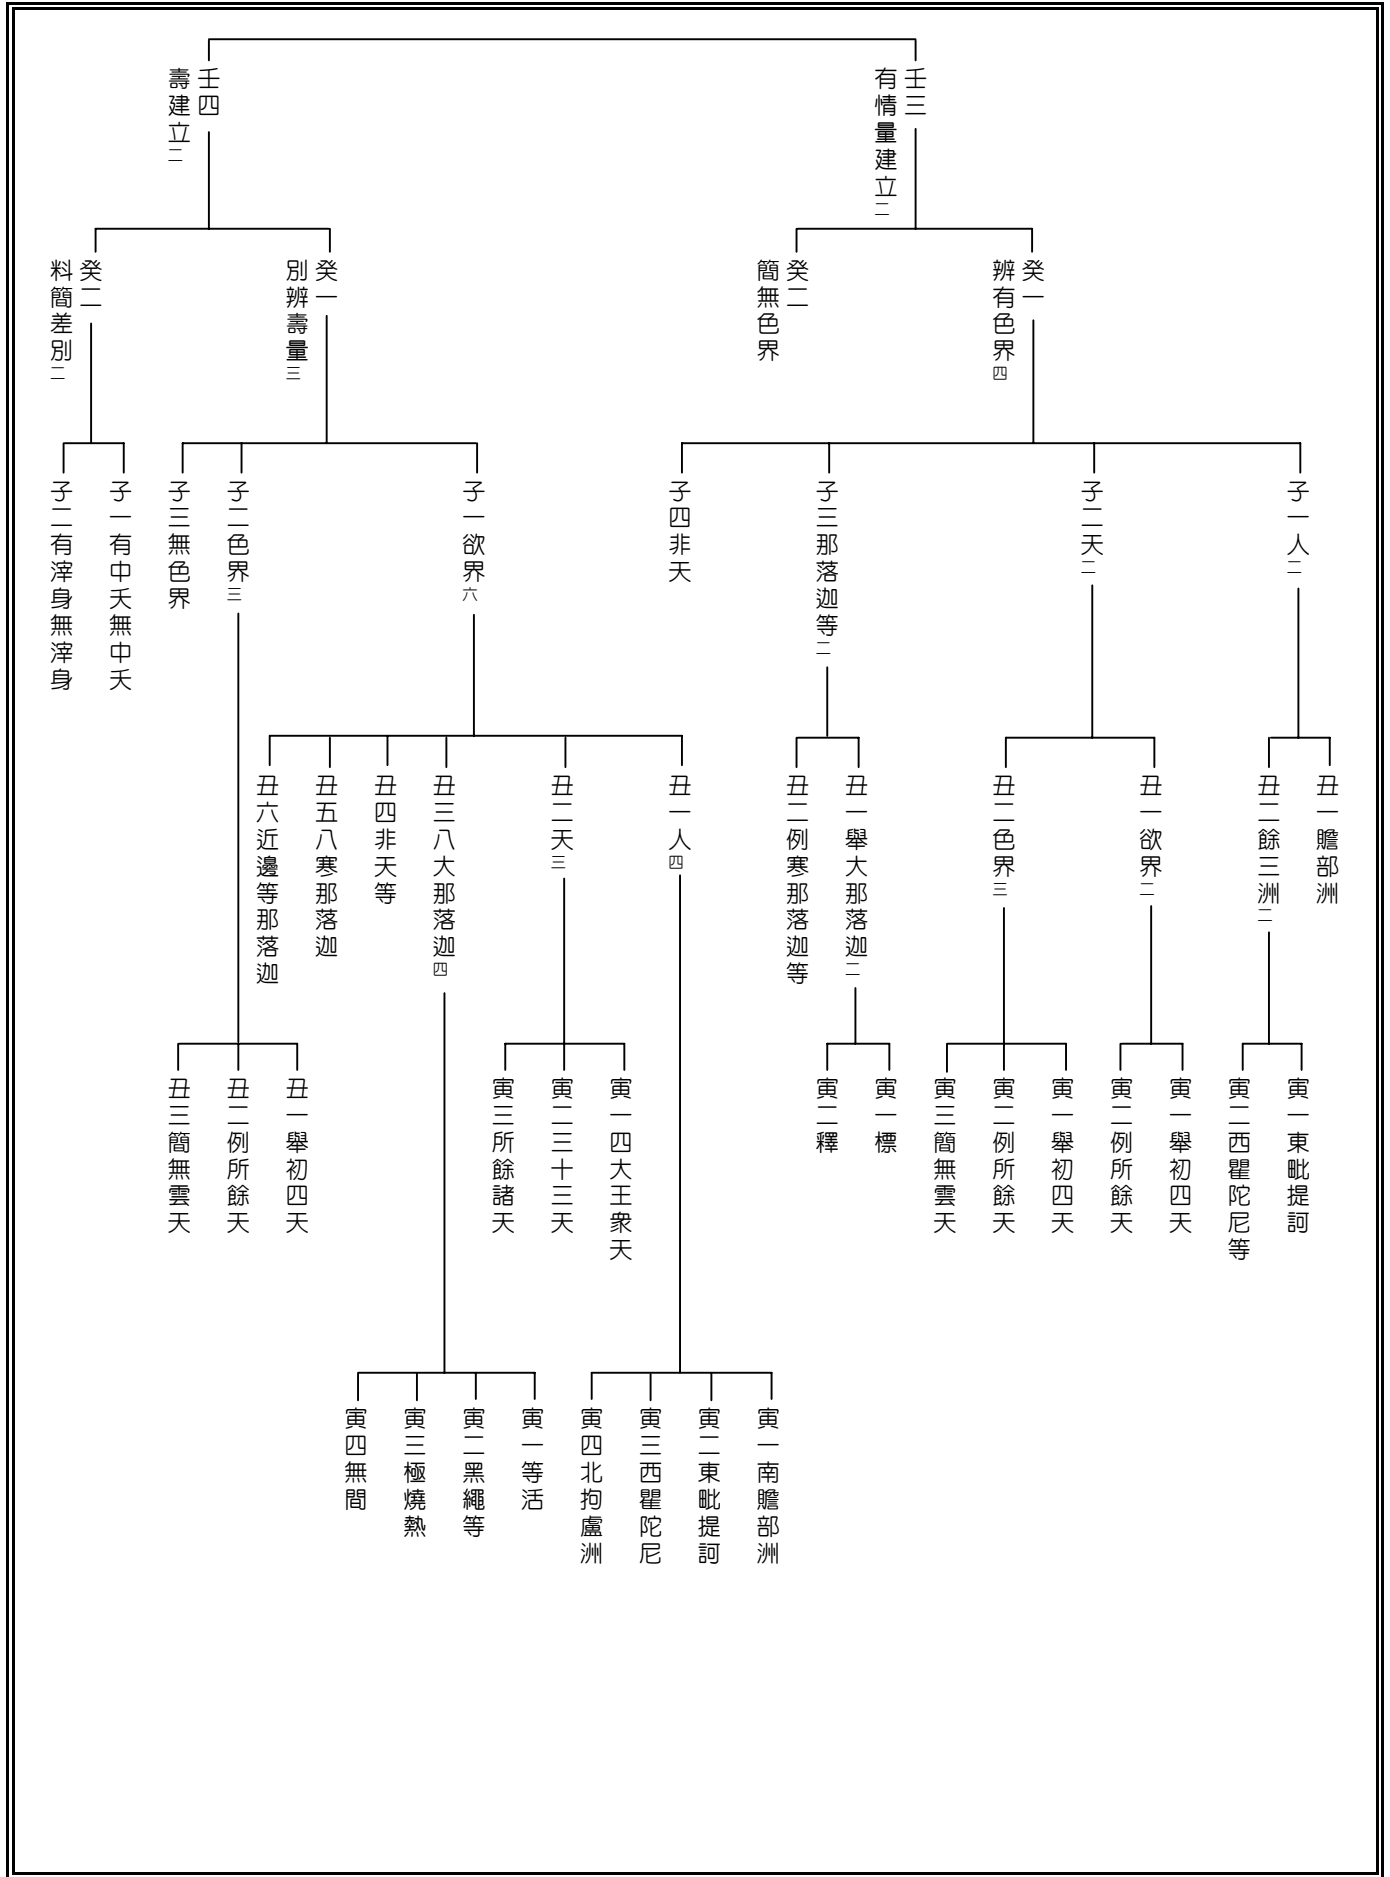 壬三
有情量建立二
壬四
壽建立二
癸一
辨有色界四
癸二
簡無色界
癸一
別辨壽量三
癸二
料簡差別二
子一人二
子二天二
子三那落迦等二
子四非天
子一欲界六
子二色界三
子三無色界
子一有中夭無中夭
子二有滓身無滓身
丑一贍部洲
丑二餘三洲二
丑一欲界二
丑二色界三
丑一舉大那落迦二
丑二例寒那落迦等
丑一人四
丑二天三
丑三八大那落迦四
丑四非天等
丑五八寒那落迦
丑六近邊等那落迦
寅一東毗提訶
寅二西瞿陀尼等
寅一舉初四天
寅二例所餘天
寅一舉初四天
寅二例所餘天
寅三簡無雲天
寅一標
寅二釋
寅一四大王衆天
寅二三十三天
寅三所餘諸天
丑一舉初四天
丑二例所餘天
丑三簡無雲天
寅一南贍部洲
寅二東毗提訶
寅三西瞿陀尼
寅四北拘盧洲
寅一等活
寅二黑繩等
寅三極燒熱
寅四無間